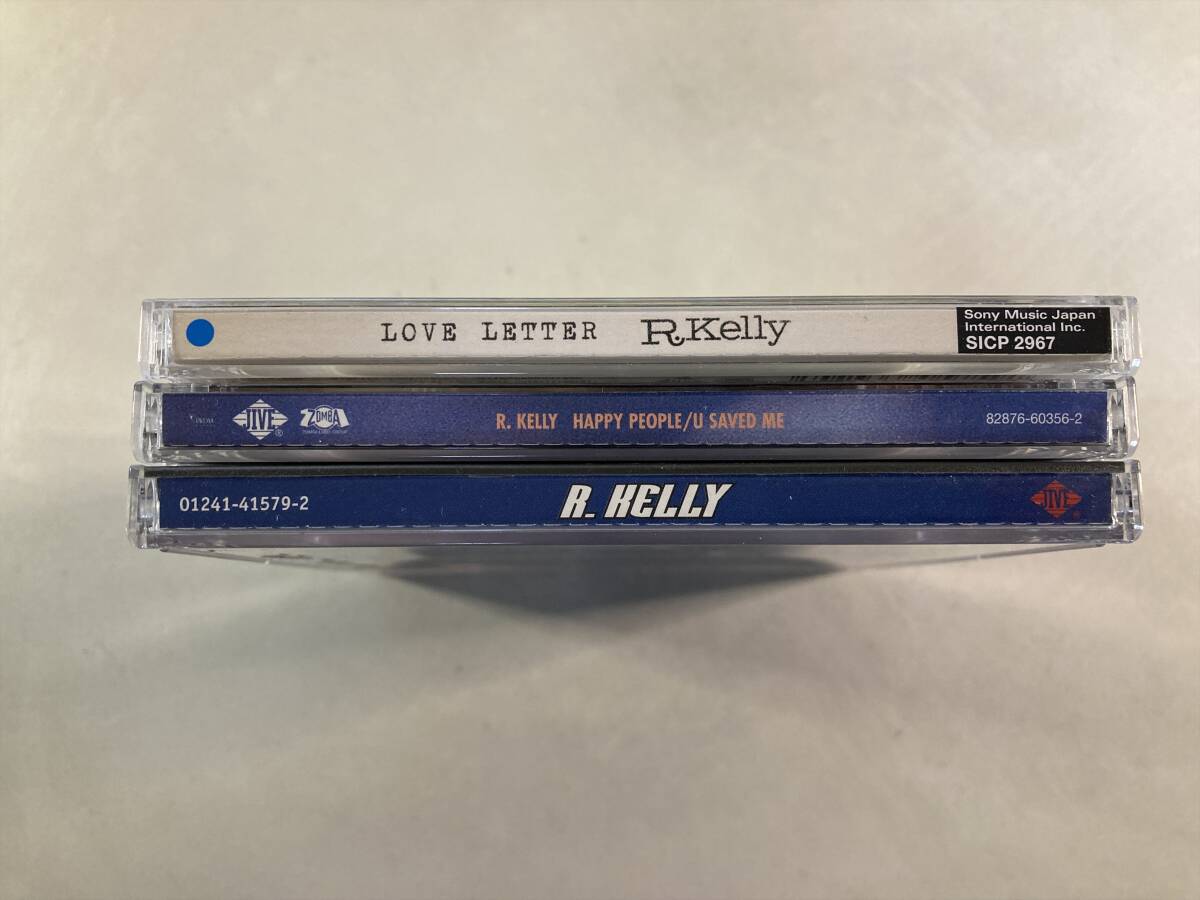 LOVE LETTER R.Kelly
Sony Music Japan
International Inc.
SICP 2967
JIVE ®
ZOMBA
R. KELLY HAPPY PEOPLE/U SAVED ME
82876-60356-2
01241-41579-2
R. KELLY
JIVE ®